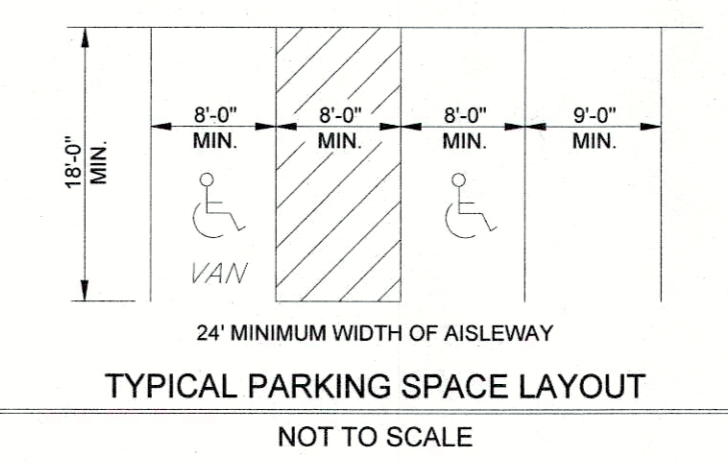 18'-0"
MIN.
8'-0"
MIN.
8'-0"
MIN.
8'-0"
MIN.
9'-0"
MIN.
VAN
24' MINIMUM WIDTH OF AISLEWAY
TYPICAL PARKING SPACE LAYOUT
NOT TO SCALE